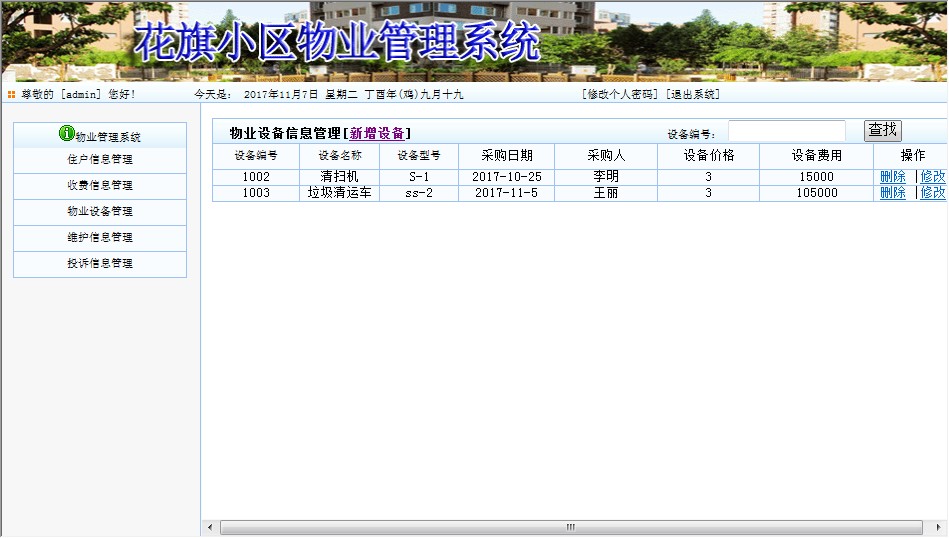 花旗小区物业管理系统
尊敬的 [admin] 您好! 今天是: 2017年11月7日 星期二 丁酉年(鸡)九月十九 [修改个人密码] [退出系统]
物业管理系统
住户信息管理
收费信息管理
物业设备管理
维护信息管理
投诉信息管理
物业设备信息管理[新增设备] 设备编号: 查找
设备编号 设备名称 设备型号 采购日期 采购人 设备价格 设备费用 操作
1002 清扫机 S-1 2017-10-25 李明 3 15000 删除 |修改
1003 垃圾清运车 ss-2 2017-11-5 王丽 3 105000 删除 |修改